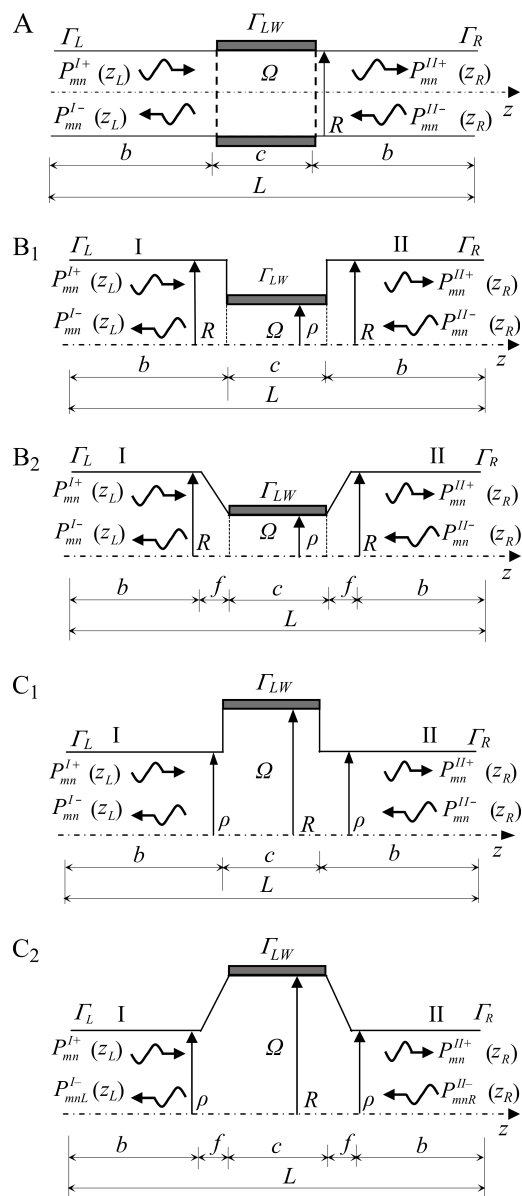 A
Γ_L Γ_LW Γ_R
P_mn^I+ (z_L) Ω P_mn^II+ (z_R)
z
P_mn^I− (z_L) R P_mn^II− (z_R)
b c b
L
B₁ Γ_L I II Γ_R
P_mn^I+ (z_L) Γ_LW P_mn^II+ (z_R)
P_mn^I− (z_L) R Ω ρ R P_mn^II− (z_R)
z
b c b
L
B₂ Γ_L I II Γ_R
P_mn^I+ (z_L) Γ_LW P_mn^II+ (z_R)
P_mn^I− (z_L) R Ω ρ R P_mn^II− (z_R)
z
b f c f b
L
C₁ Γ_LW
Γ_L I II Γ_R
P_mn^I+ (z_L) Ω P_mn^II+ (z_R)
P_mn^I− (z_L) ρ R ρ P_mn^II− (z_R)
z
b c b
L
C₂ Γ_LW
Γ_L I II Γ_R
P_mn^I+ (z_L) Ω P_mn^II+ (z_R)
P_mnL^I− (z_L) ρ R ρ P_mnR^II− (z_R)
z
b f c f b
L